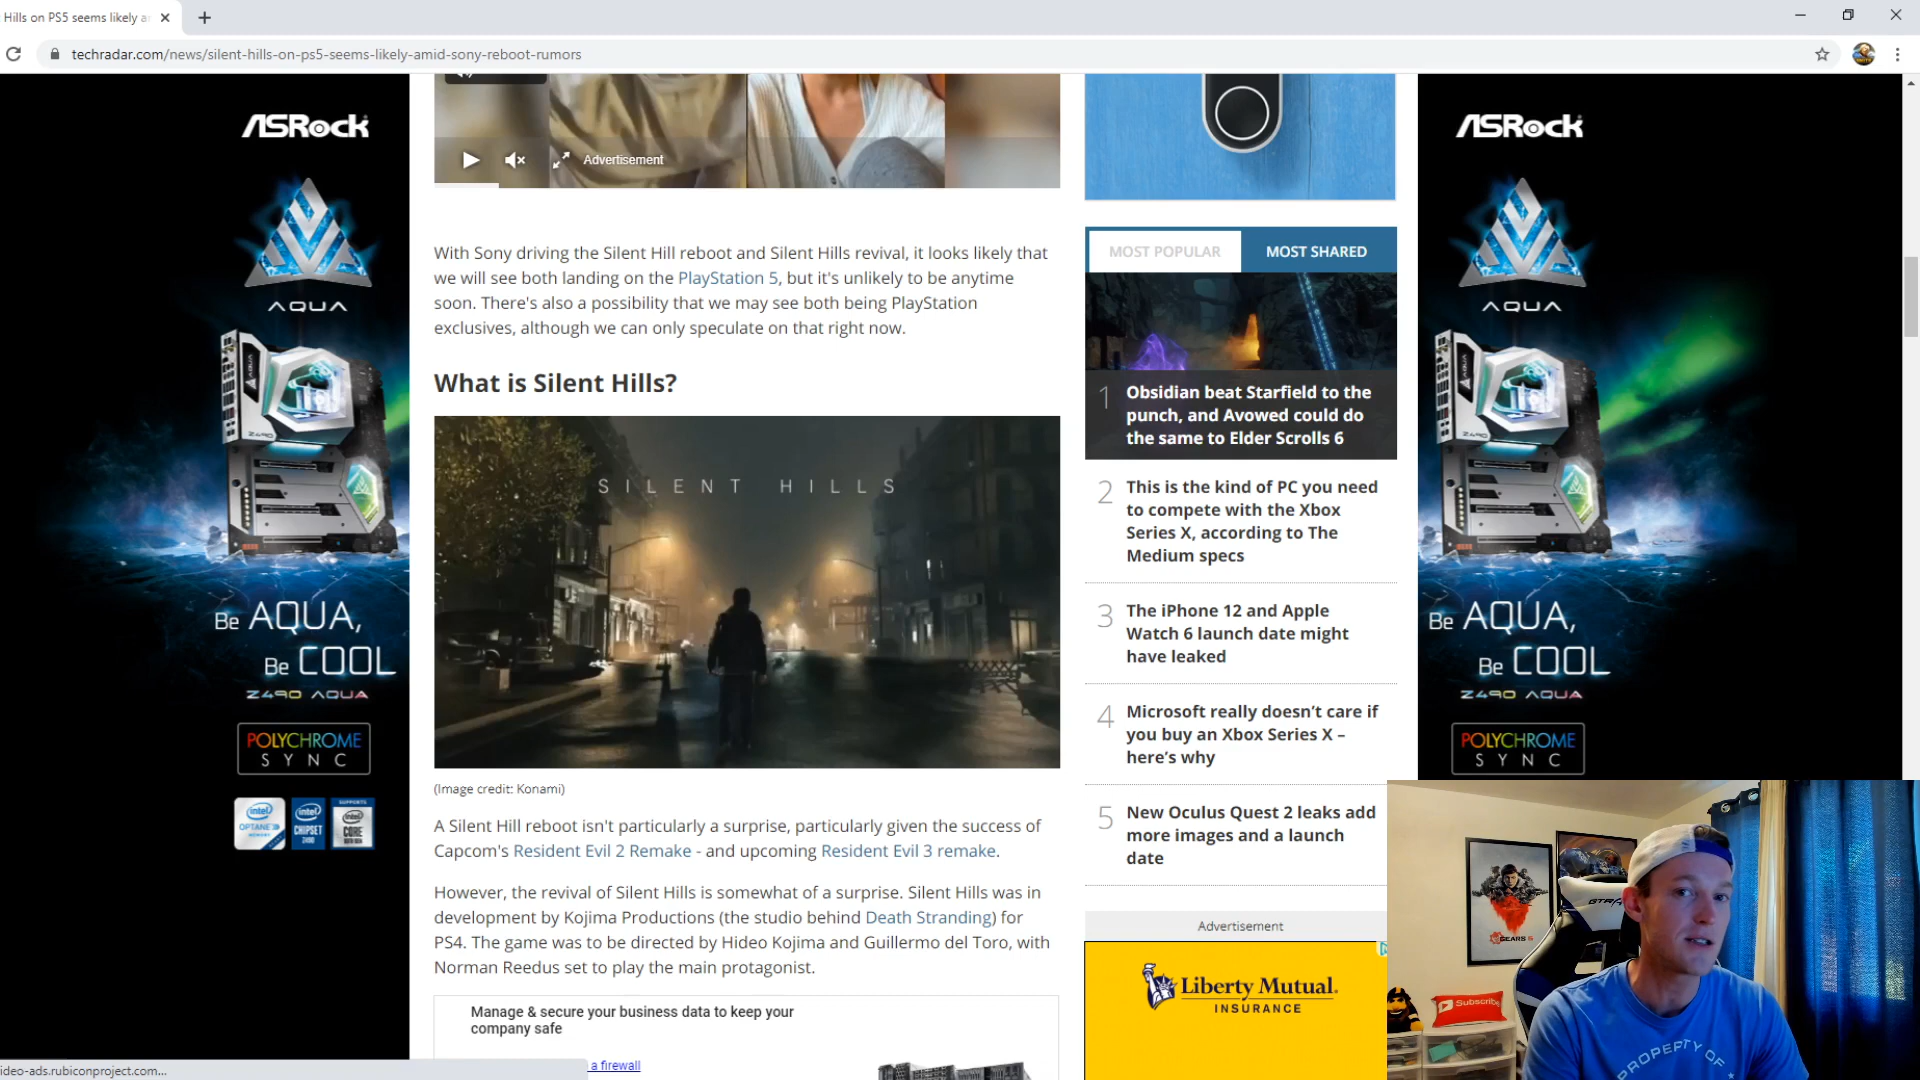 Hills on PS5 seems likely a
techradar.com/news/silent-hills-on-ps5-seems-likely-amid-sony-reboot-rumors
ASRock
AQUA
Be AQUA,
Be COOL
Z490 AQUA
POLYCHROME
SYNC
intel
OPTANE
intel
CHIPSET
Z490
SUPPORTS
intel
CORE
Advertisement
With Sony driving the Silent Hill reboot and Silent Hills revival, it looks likely that
we will see both landing on the PlayStation 5, but it's unlikely to be anytime
soon. There's also a possibility that we may see both being PlayStation
exclusives, although we can only speculate on that right now.
What is Silent Hills?
SILENT HILLS
(Image credit: Konami)
A Silent Hill reboot isn't particularly a surprise, particularly given the success of
Capcom's Resident Evil 2 Remake - and upcoming Resident Evil 3 remake.
However, the revival of Silent Hills is somewhat of a surprise. Silent Hills was in
development by Kojima Productions (the studio behind Death Stranding) for
PS4. The game was to be directed by Hideo Kojima and Guillermo del Toro, with
Norman Reedus set to play the main protagonist.
Manage & secure your business data to keep your
company safe
a firewall
MOST POPULAR
MOST SHARED
1 Obsidian beat Starfield to the
punch, and Avowed could do
the same to Elder Scrolls 6
2 This is the kind of PC you need
to compete with the Xbox
Series X, according to The
Medium specs
3 The iPhone 12 and Apple
Watch 6 launch date might
have leaked
4 Microsoft really doesn’t care if
you buy an Xbox Series X –
here’s why
5 New Oculus Quest 2 leaks add
more images and a launch
date
Advertisement
Liberty Mutual
INSURANCE
ASRock
AQUA
Be AQUA,
Be COOL
Z490 AQUA
POLYCHROME
SYNC
GEARS 5
Subscribe
PROPERTY OF
ideo-ads.rubiconproject.com...